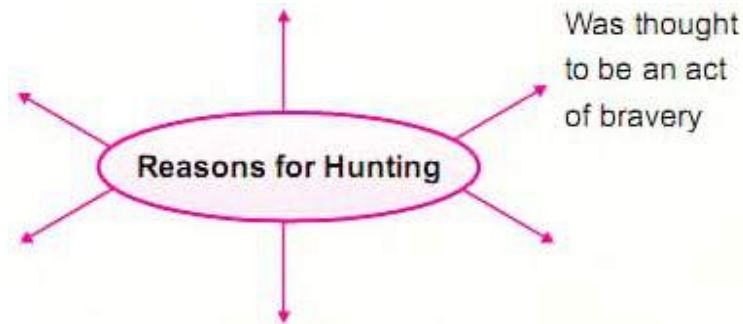 Was thought
to be an act
of bravery
Reasons for Hunting